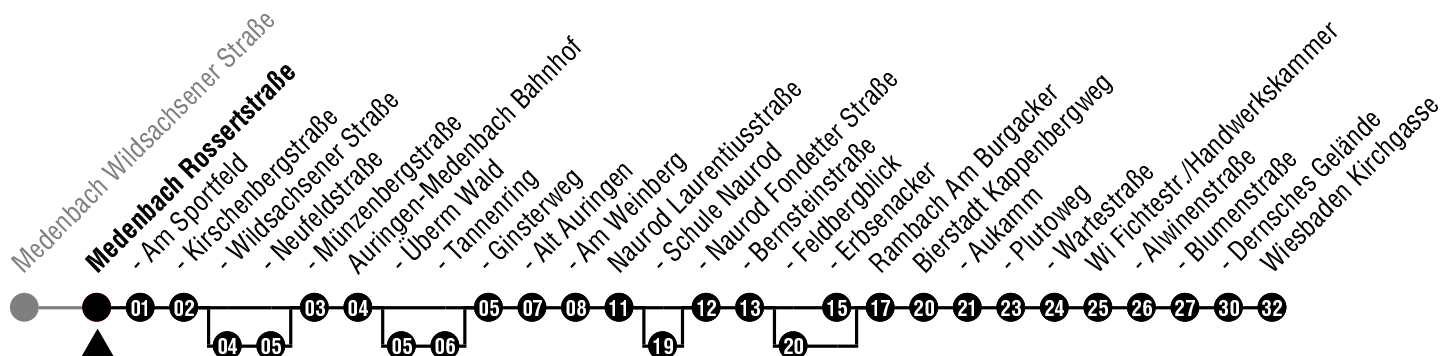 Medenbach Wildsachsener Straße
Medenbach Rossertstraße
- Am Sportfeld
- Kirschenbergstraße
- Wildsachsener Straße
- Neufeldstraße
- Münzenbergstraße
Auringen-Medenbach Bahnhof
- Überm Wald
- Tannenring
- Ginsterweg
- Alt Auringen
- Am Weinberg
Naurod Laurentiusstraße
- Schule Naurod
- Naurod Fondetter Straße
- Bernsteinstraße
- Feldbergblick
- Erbsenacker
Rambach Am Burgacker
Bierstadt Kappenbergweg
- Aukamm
- Plutoweg
- Wartestraße
Wi Fichtestr./Handwerkskammer
- Alwinenstraße
- Blumenstraße
- Dernsches Gelände
Wiesbaden Kirchgasse
01 02 03 04 05 07 08 11 12 13 15 17 20 21 23 24 25 26 27 30 32
04 05 05 06 19 20